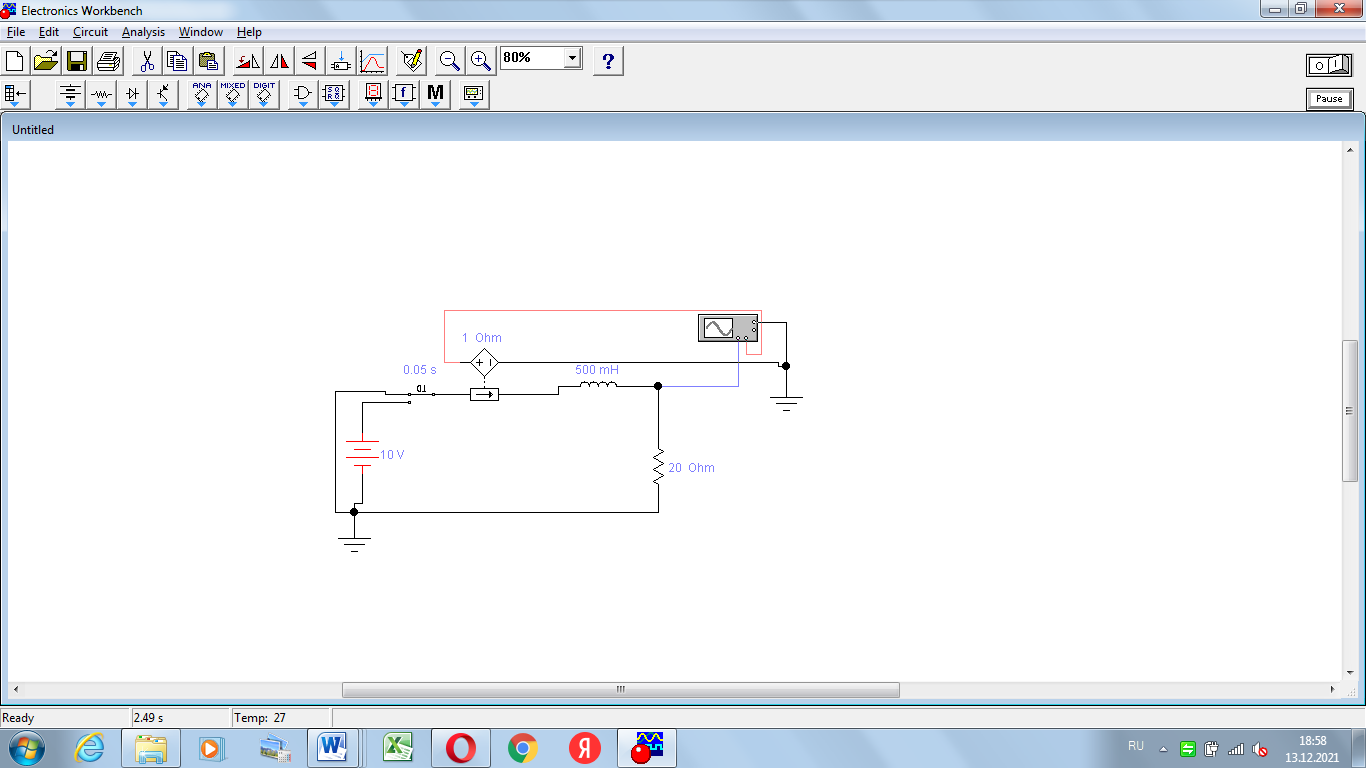 Electronics Workbench
File Edit Circuit Analysis Window Help
80%
?
ANA MIXED DIGIT
f M
Pause
Untitled
1 Ohm
0.05 s
TD
500 mH
10 V
20 Ohm
Ready 2.49 s Temp: 27
RU 18:58
13.12.2021